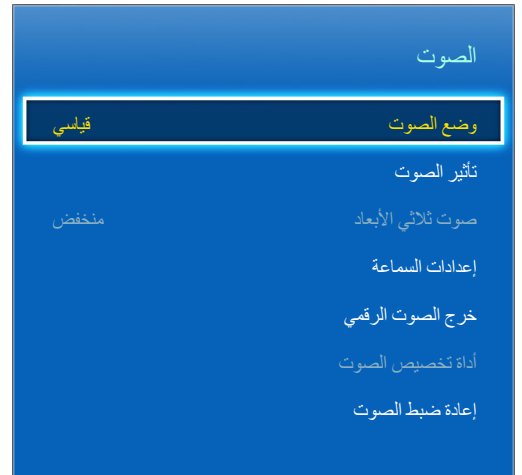 الصوت
وضع الصوت قياسي
تأثير الصوت
صوت ثلاثي الأبعاد منخفض
إعدادات السماعة
خرج الصوت الرقمي
أداة تخصيص الصوت
إعادة ضبط الصوت